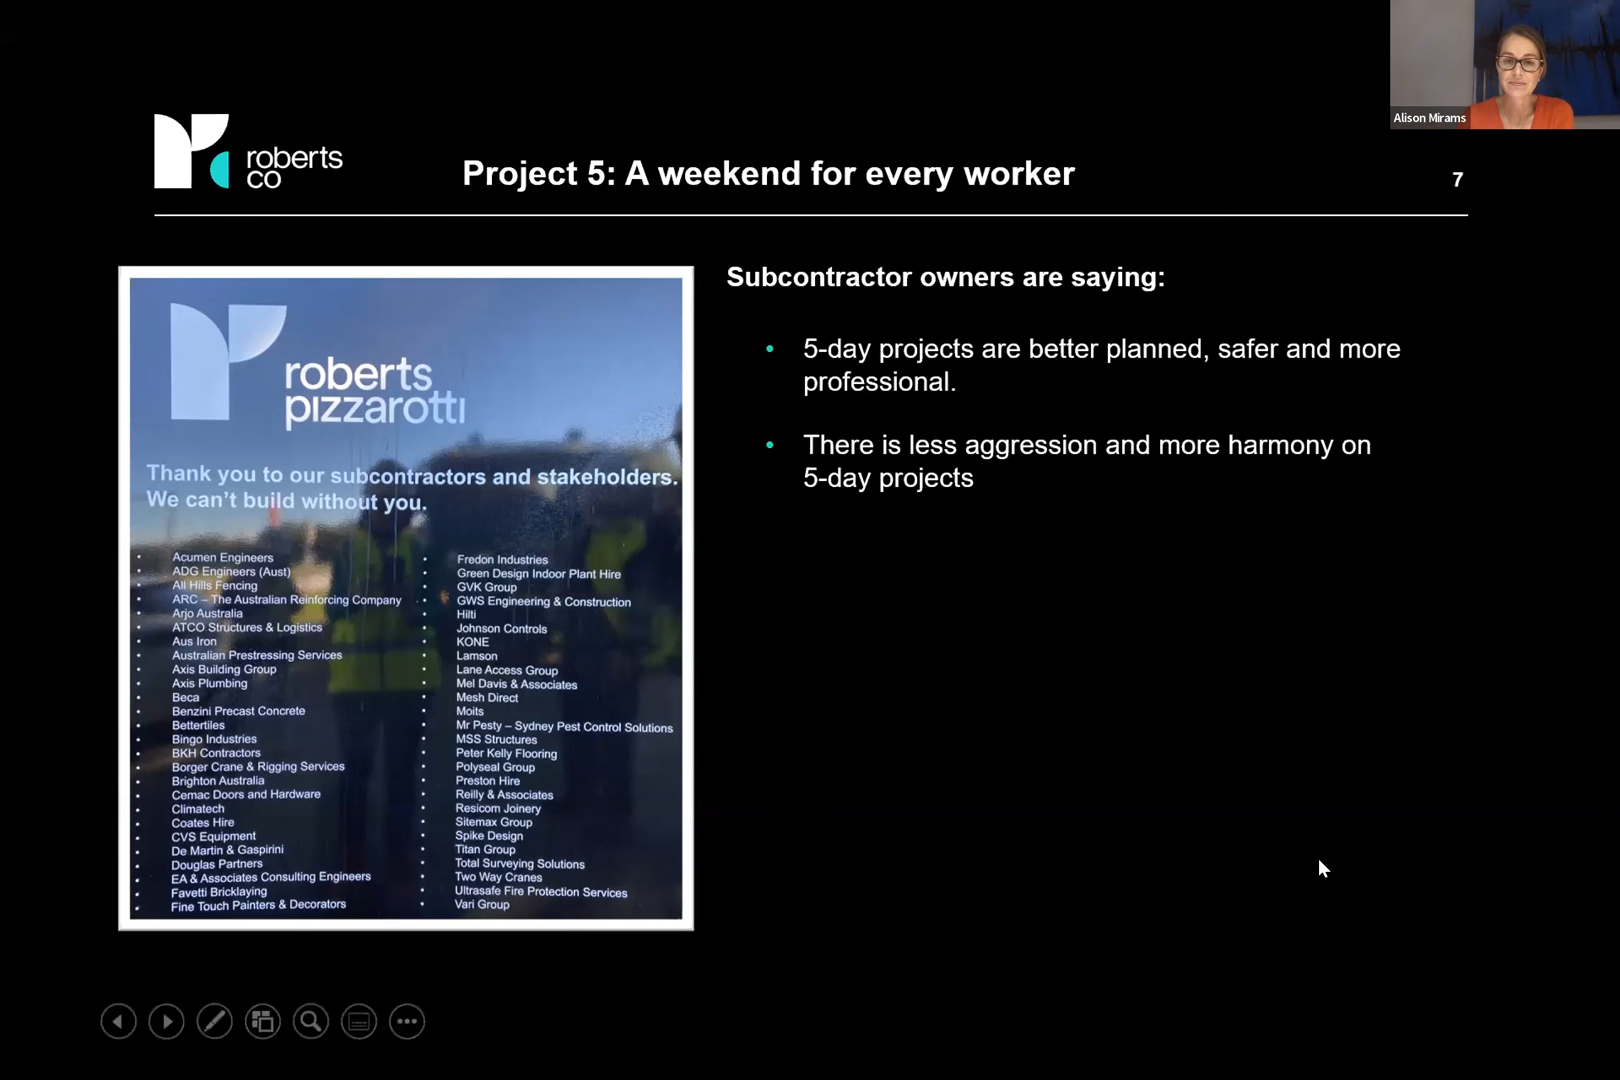 Alison Mirams
roberts
co
Project 5: A weekend for every worker
7
roberts
pizzarotti
Thank you to our subcontractors and stakeholders.
We can't build without you.
• Acumen Engineers
• ADG Engineers (Aust)
• All Hills Fencing
• ARC – The Australian Reinforcing Company
• Arjo Australia
• ATCO Structures & Logistics
• Aus Iron
• Australian Prestressing Services
• Axis Building Group
• Axis Plumbing
• Beca
• Benzini Precast Concrete
• Bettertiles
• Bingo Industries
• BKH Contractors
• Borger Crane & Rigging Services
• Brighton Australia
• Cemac Doors and Hardware
• Climatech
• Coates Hire
• CVS Equipment
• De Martin & Gaspirini
• Douglas Partners
• EA & Associates Consulting Engineers
• Favetti Bricklaying
• Fine Touch Painters & Decorators
• Fredon Industries
• Green Design Indoor Plant Hire
• GVK Group
• GWS Engineering & Construction
• Hilti
• Johnson Controls
• KONE
• Lamson
• Lane Access Group
• Mel Davis & Associates
• Mesh Direct
• Moits
• Mr Pesty – Sydney Pest Control Solutions
• MSS Structures
• Peter Kelly Flooring
• Polyseal Group
• Preston Hire
• Reilly & Associates
• Resicom Joinery
• Sitemax Group
• Spike Design
• Titan Group
• Total Surveying Solutions
• Two Way Cranes
• Ultrasafe Fire Protection Services
• Vari Group
Subcontractor owners are saying:
• 5-day projects are better planned, safer and more
professional.
• There is less aggression and more harmony on
5-day projects